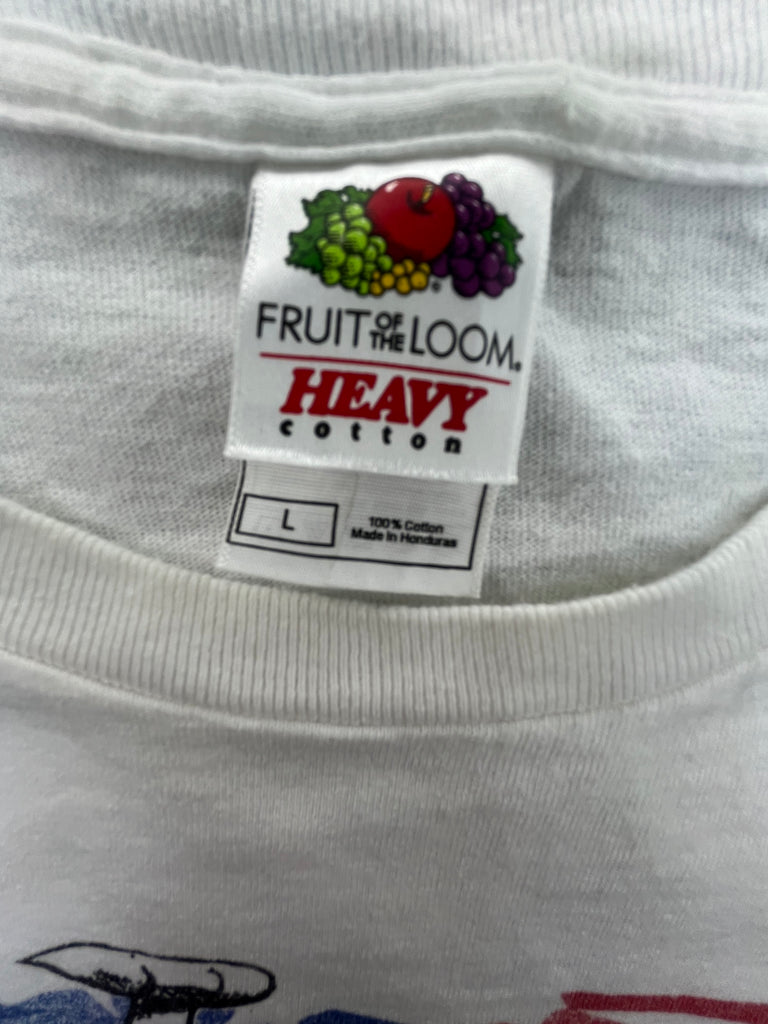 FRUIT OF THE LOOM®
HEAVY
cotton
L
100% Cotton
Made in Honduras